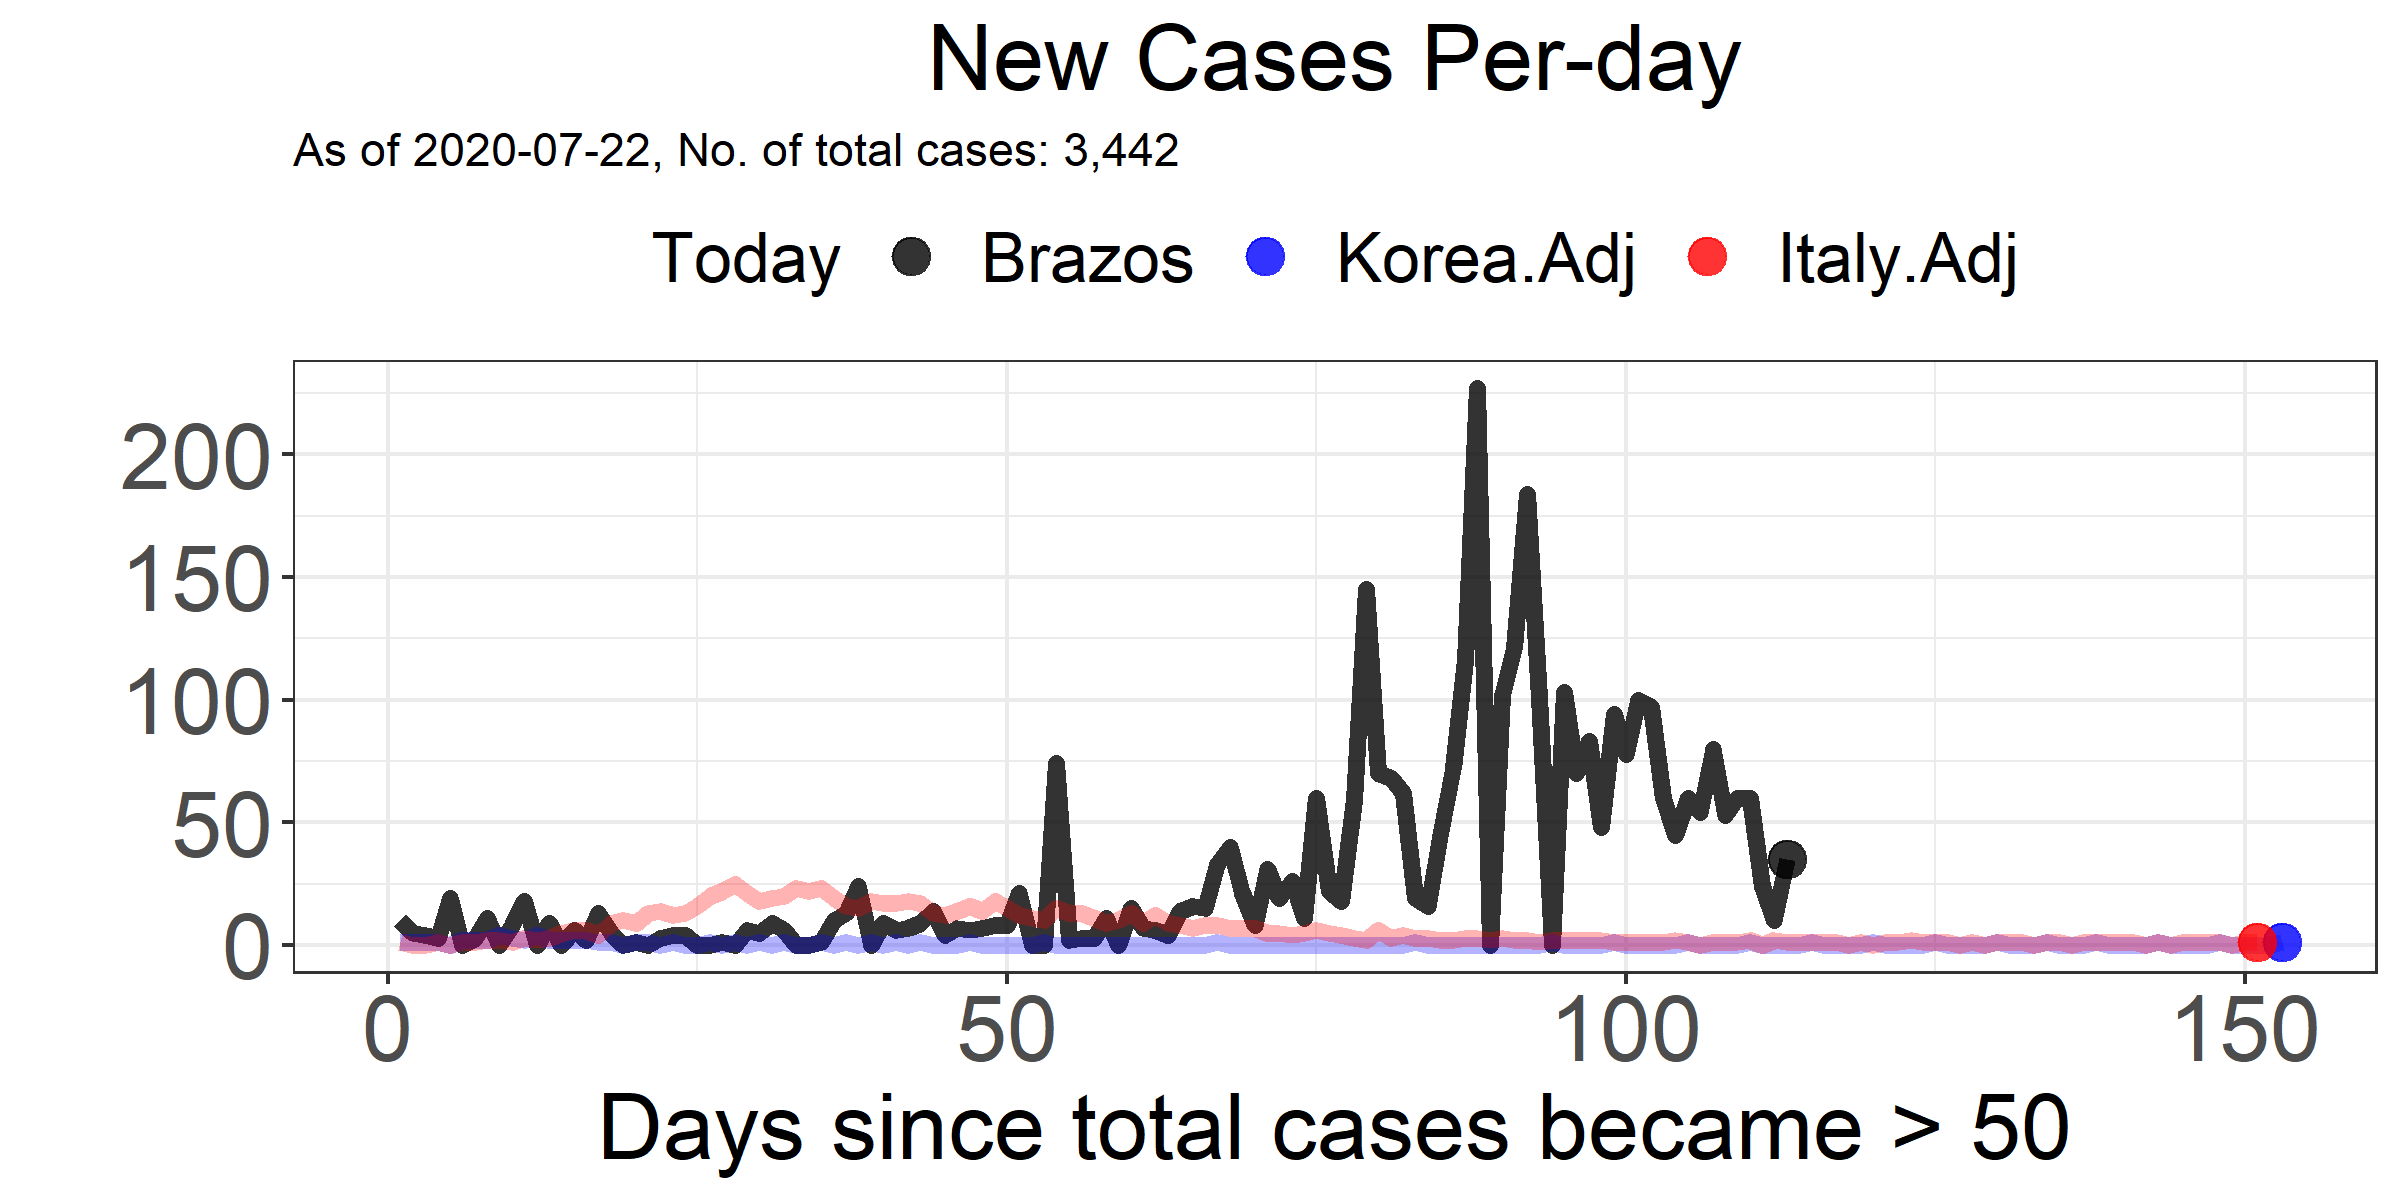 New Cases Per-day
As of 2020-07-22, No. of total cases: 3,442
Today Brazos Korea.Adj Italy.Adj
200
150
100
50
0
0 50 100 150
Days since total cases became > 50